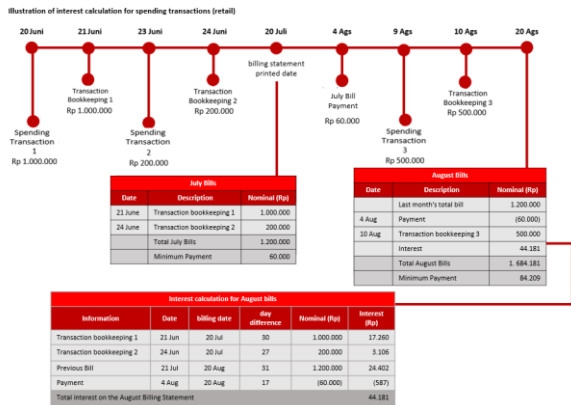 Illustration of interest calculation for spending transactions (retail)
20 Juni 21 Juni 23 Juni 24 Juni 20 Juli 4 Ags 9 Ags 10 Ags 20 Ags
billing statement
printed date
Transaction
Bookkeeping 1
Rp 1.000.000
Transaction
Bookkeeping 2
Rp 200.000
July Bill
Payment
Rp 60.000
Transaction
Bookkeeping 3
Rp 500.000
Spending
Transaction
1
Rp 1.000.000
Spending
Transaction
2
Rp 200.000
Spending
Transaction
3
Rp 500.000
July Bills
Date Description Nominal (Rp)
21 June Transaction bookkeeping 1 1.000.000
24 June Transaction bookkeeping 2 200.000
Total July Bills 1.200.000
Minimum Payment 60.000
August Bills
Date Description Nominal (Rp)
Last month's total bill 1.200.000
4 Aug Payment (60.000)
10 Aug Transaction bookkeeping 3 500.000
Interest 44.181
Total August Bills 1. 684.181
Minimum Payment 84.209
Interest calculation for August bills
Information Date billing date day difference Nominal (Rp) Interest (Rp)
Transaction bookkeeping 1 21 Jun 20 Jul 30 1.000.000 17.260
Transaction bookkeeping 2 24 Jun 20 Jul 27 200.000 3.106
Previous Bill 21 Jul 20 Aug 31 1.200.000 24.402
Payment 4 Aug 20 Aug 17 (60.000) (587)
Total interest on the August Billing Statement 44.181